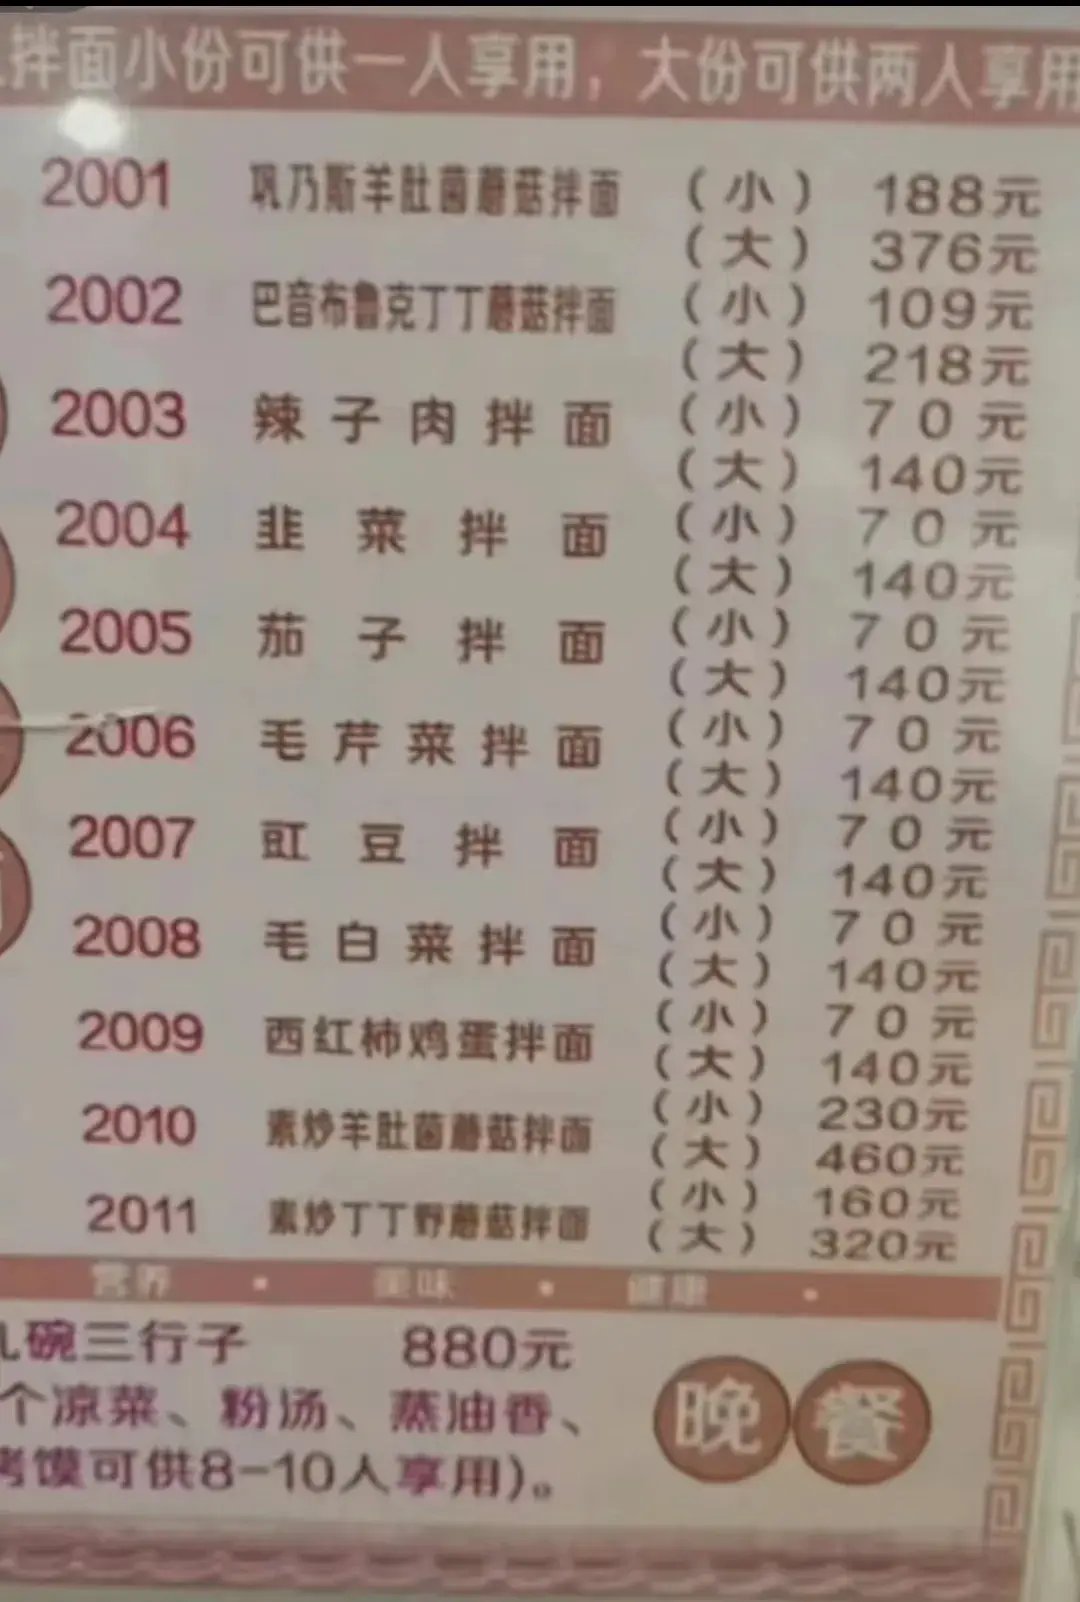 拌面小份可供一人享用，大份可供两人享用
2001 巩乃斯羊肚菌蘑菇拌面 （小） 188元
（大） 376元
2002 巴音布鲁克丁丁蘑菇拌面 （小） 109元
（大） 218元
2003 辣子肉拌面 （小） 70元
（大） 140元
2004 韭菜拌面 （小） 70元
（大） 140元
2005 茄子拌面 （小） 70元
（大） 140元
2006 毛芹菜拌面 （小） 70元
（大） 140元
2007 豇豆拌面 （小） 70元
（大） 140元
2008 毛白菜拌面 （小） 70元
（大） 140元
2009 西红柿鸡蛋拌面 （小） 70元
（大） 140元
2010 素炒羊肚菌蘑菇拌面 （小） 230元
（大） 460元
2011 素炒丁丁野蘑菇拌面 （小） 160元
（大） 320元
营养 · 美味 · 健康 ·
碗三行子 880元
个凉菜、粉汤、蒸油香、
烤馍可供8-10人享用)。
晚餐